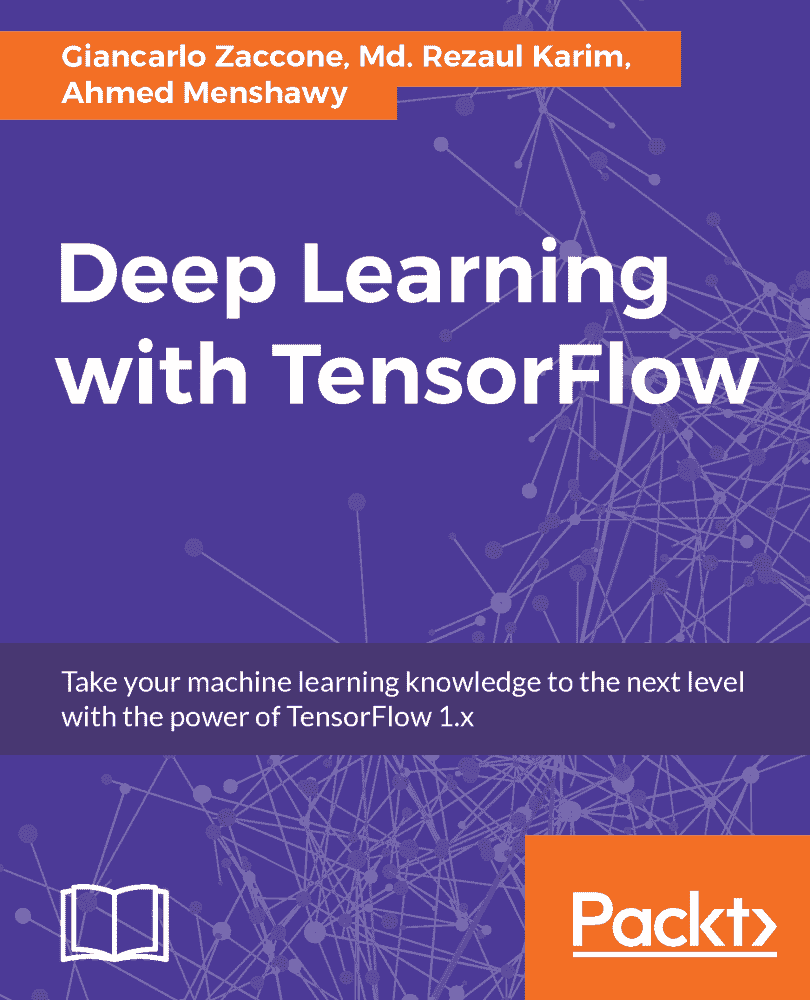 Giancarlo Zaccone, Md. Rezaul Karim,
Ahmed Menshawy
Deep Learning
with TensorFlow
Take your machine learning knowledge to the next level
with the power of TensorFlow 1.x
Packt>